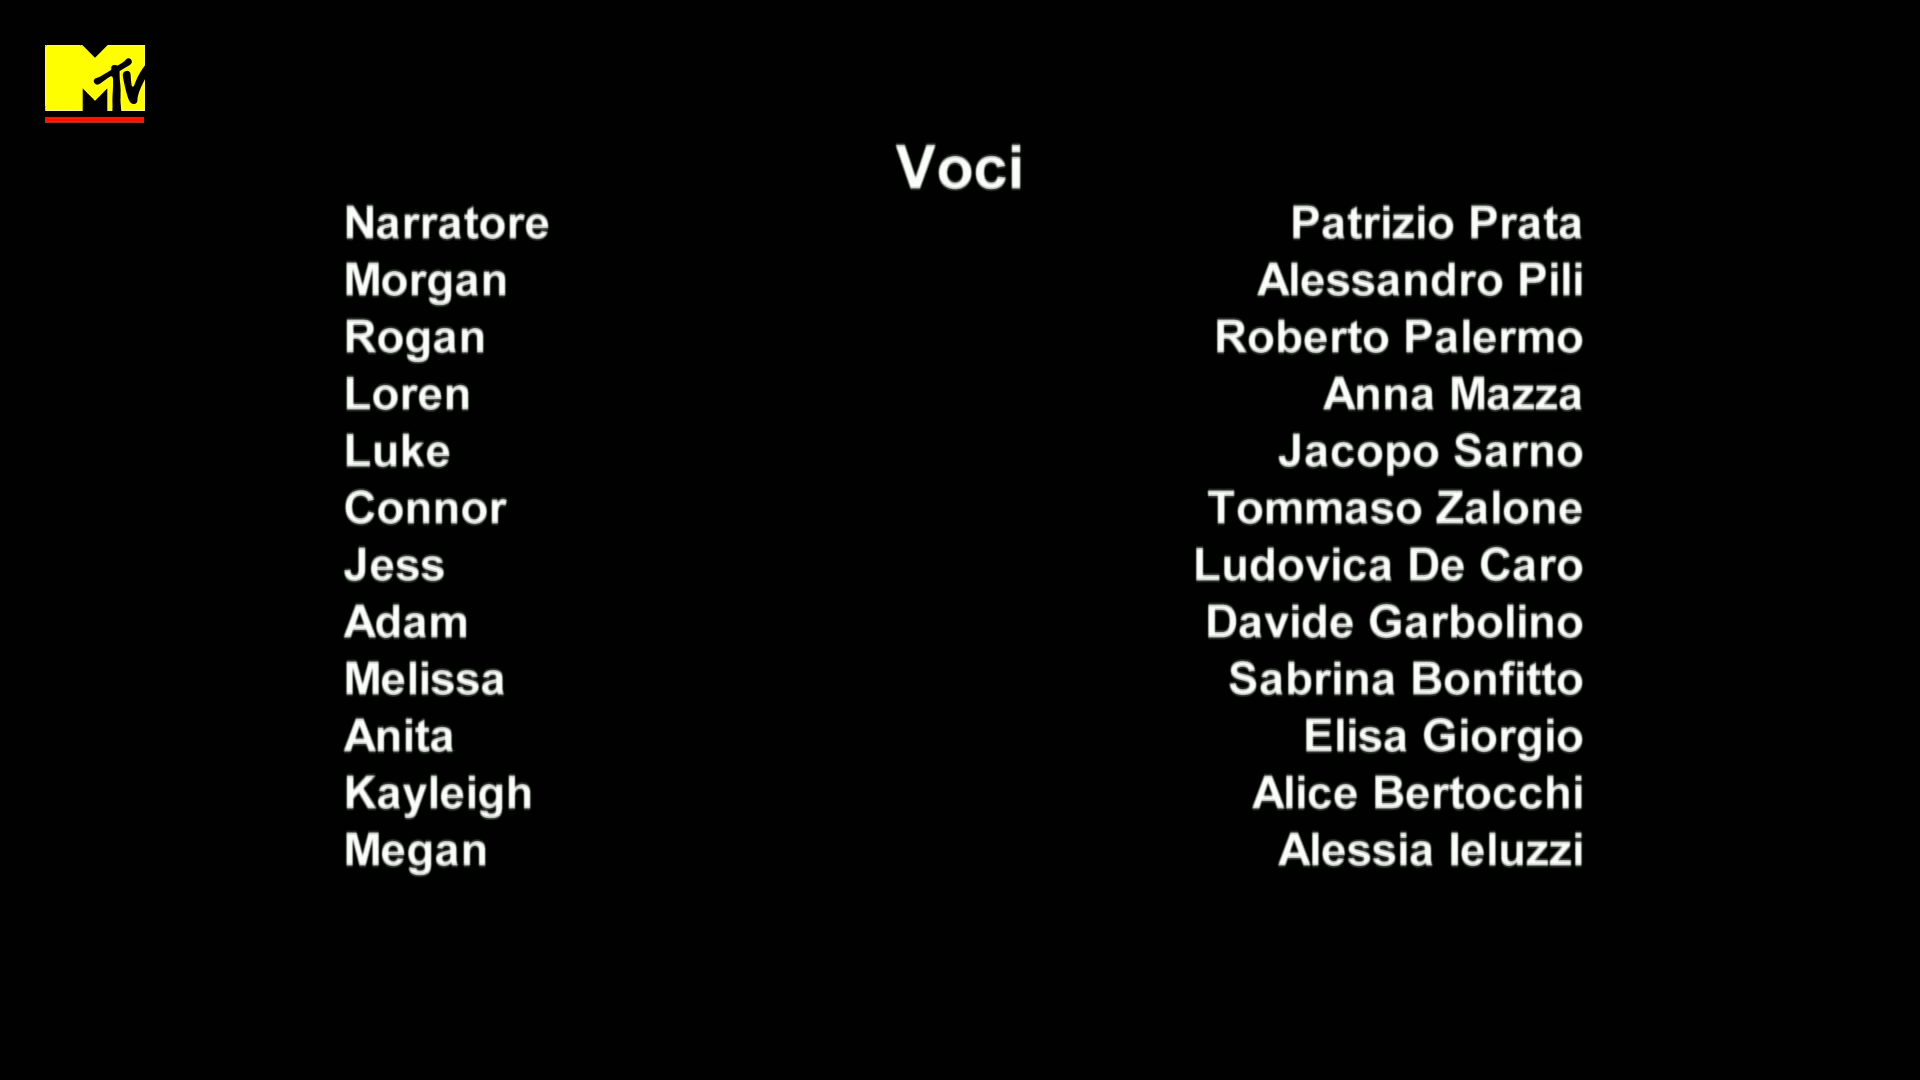 MTV
Voci
Narratore Patrizio Prata
Morgan Alessandro Pili
Rogan Roberto Palermo
Loren Anna Mazza
Luke Jacopo Sarno
Connor Tommaso Zalone
Jess Ludovica De Caro
Adam Davide Garbolino
Melissa Sabrina Bonfitto
Anita Elisa Giorgio
Kayleigh Alice Bertocchi
Megan Alessia Ieluzzi